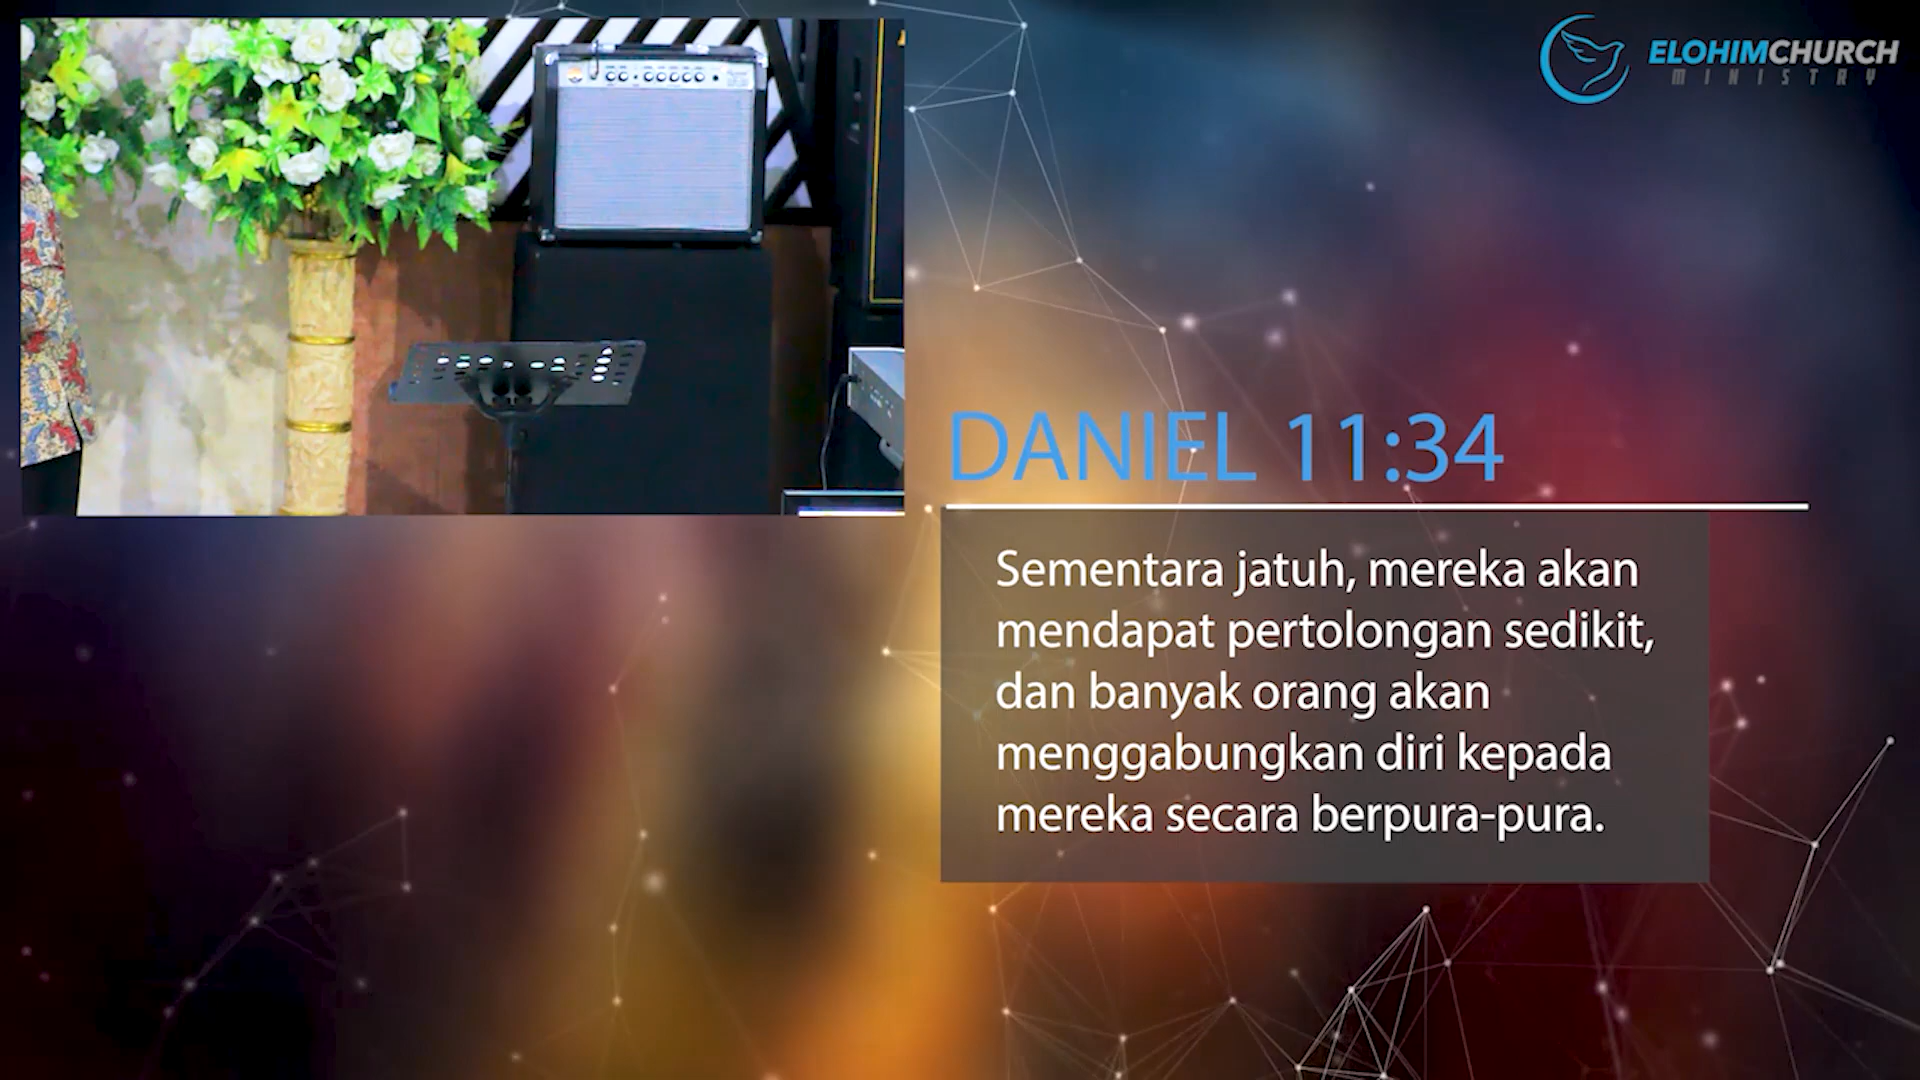 ELOHIMCHURCH
MINISTRY
DANIEL 11:34
Sementara jatuh, mereka akan
mendapat pertolongan sedikit,
dan banyak orang akan
menggabungkan diri kepada
mereka secara berpura-pura.